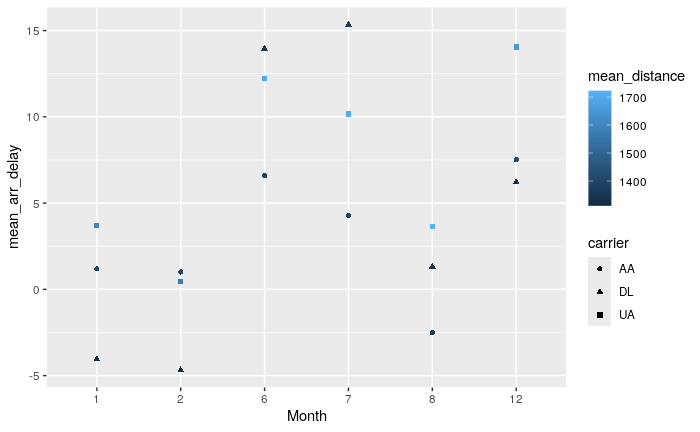 mean_arr_delay
15
10
5
0
-5
1 2 6 7 8 12
Month
mean_distance
1700
1600
1500
1400
carrier
AA
DL
UA